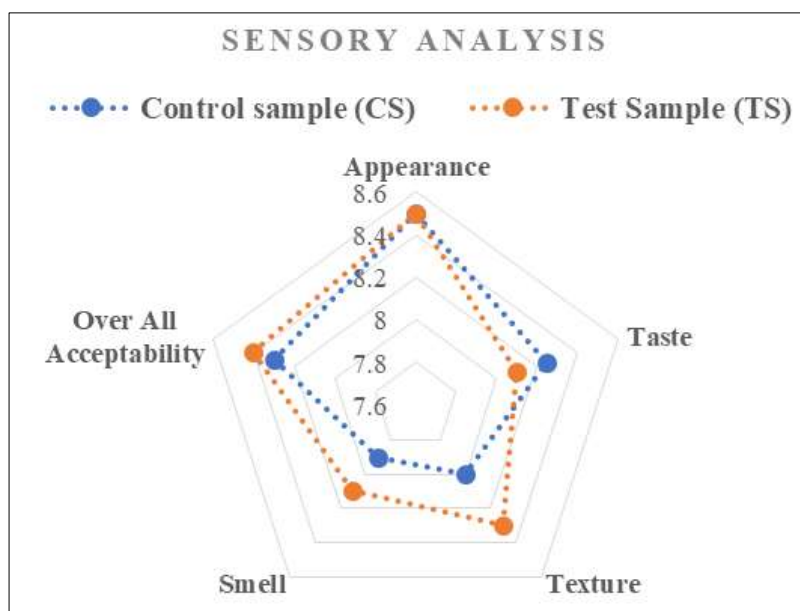 SENSORY ANALYSIS
Control sample (CS)
Test Sample (TS)
Appearance
8.6
8.4
8.2
8
7.8
7.6
Over All
Acceptability
Taste
Smell
Texture